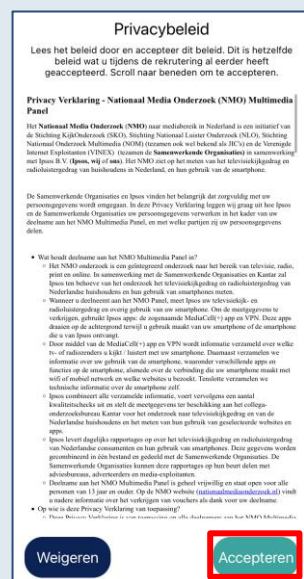 Privacybeleid
Lees het beleid door en accepteer dit beleid. Dit is hetzelfde
beleid wat u tijdens de rekrutering al eerder heeft
geaccepteerd. Scroll naar beneden om te accepteren.
Privacy Verklaring - Nationaal Media Onderzoek (NMO) Multimedia
Panel
Het Nationaal Media Onderzoek (NMO) naar mediabereik in Nederland is een initiatief van
de Stichting KijkOnderzoek (SKO), Stichting Nationaal Luister Onderzoek (NLO), Stichting
Nationaal Onderzoek Multimedia (NOM) (tezamen ook wel bekend als JIC's) en de Verenigde
Internet Exploitanten (VINEX) (tezamen de Samenwerkende Organisaties) in samenwerking
met Ipsos B.V. (Ipsos, wij of ons). Het NMO ziet op het meten van het televisiekijkgedrag en
radioluistergedrag van huishoudens in Nederland, en hun gebruik van de smartphone.
De Samenwerkende Organisaties en Ipsos vinden het belangrijk dat zorgvuldig met uw
persoonsgegevens wordt omgegaan. In deze Privacy Verklaring leggen wij graag uit hoe Ipsos
en de Samenwerkende Organisaties uw persoonsgegevens verwerken in het kader van uw
deelname aan het NMO Multimedia Panel, en met welke partijen zij uw persoonsgegevens
delen.
• Wat houdt deelname aan het NMO Multimedia Panel in?
◦ Het NMO onderzoek is een geïntegreerd onderzoek naar het bereik van televisie, radio,
print en online. In samenwerking met de Samenwerkende Organisaties en Kantar zal
Ipsos ten behoeve van het onderzoek het televisiekijkgedrag en radioluistergedrag van
Nederlandse huishoudens en hun gebruik van smartphones meten.
◦ Wanneer u deelneemt aan het NMO Panel, meet Ipsos uw televisiekijk- en
radioluistergedrag en overig gebruik van uw smartphone. Om de meetgegevens te
verkrijgen, gebruikt Ipsos apps: de zogenaamde MediaCell(+) app en VPN. Deze apps
draaien op de achtergrond terwijl u gebruik maakt van uw smartphone of de smartphone
die u van Ipsos ontvangt.
◦ Door middel van de MediaCell(+) app en VPN wordt informatie verzameld over welke
tv- of radiozenders u kijkt / luistert met uw smartphone. Daarnaast verzamelen we
informatie over uw gebruik van de smartphone, waaronder verschillende apps en
functies op de smartphone, alsmede over de verbinding die uw smartphone maakt met
wifi of mobiel netwerk en welke websites u bezoekt. Tenslotte verzamelen we
technische informatie over de smartphone zelf.
◦ Ipsos combineert alle verzamelde informatie, voert vervolgens een aantal
kwaliteitschecks uit en stelt de meetgegevens ter beschikking aan het collega-
onderzoeksbureau Kantar voor het onderzoek naar televisiekijkgedrag en van de
Nederlandse huishoudens en het meten van hun gebruik van geselecteerde websites en
apps.
◦ Ipsos levert dagelijks rapportages op over het televisiekijkgedrag en radioluistergedrag
van Nederlandse consumenten en hun gebruik van smartphones. Deze gegevens worden
gecombineerd in één bestand en gedeeld met de Samenwerkende Organisaties. De
Samenwerkende Organisaties kunnen deze rapportages op hun beurt delen met
adviesbureaus, adverteerders en media-exploitanten.
◦ Deelname aan het NMO Multimedia Panel is geheel vrijwillig en staat open voor alle
personen van 13 jaar en ouder. Op de NMO website (nationaalmediaonderzoek.nl) vindt
u nadere informatie over het verkrijgen van vouchers als dank voor uw deelname.
• Op wie is deze Privacy Verklaring van toepassing?
Weigeren
Accepteren